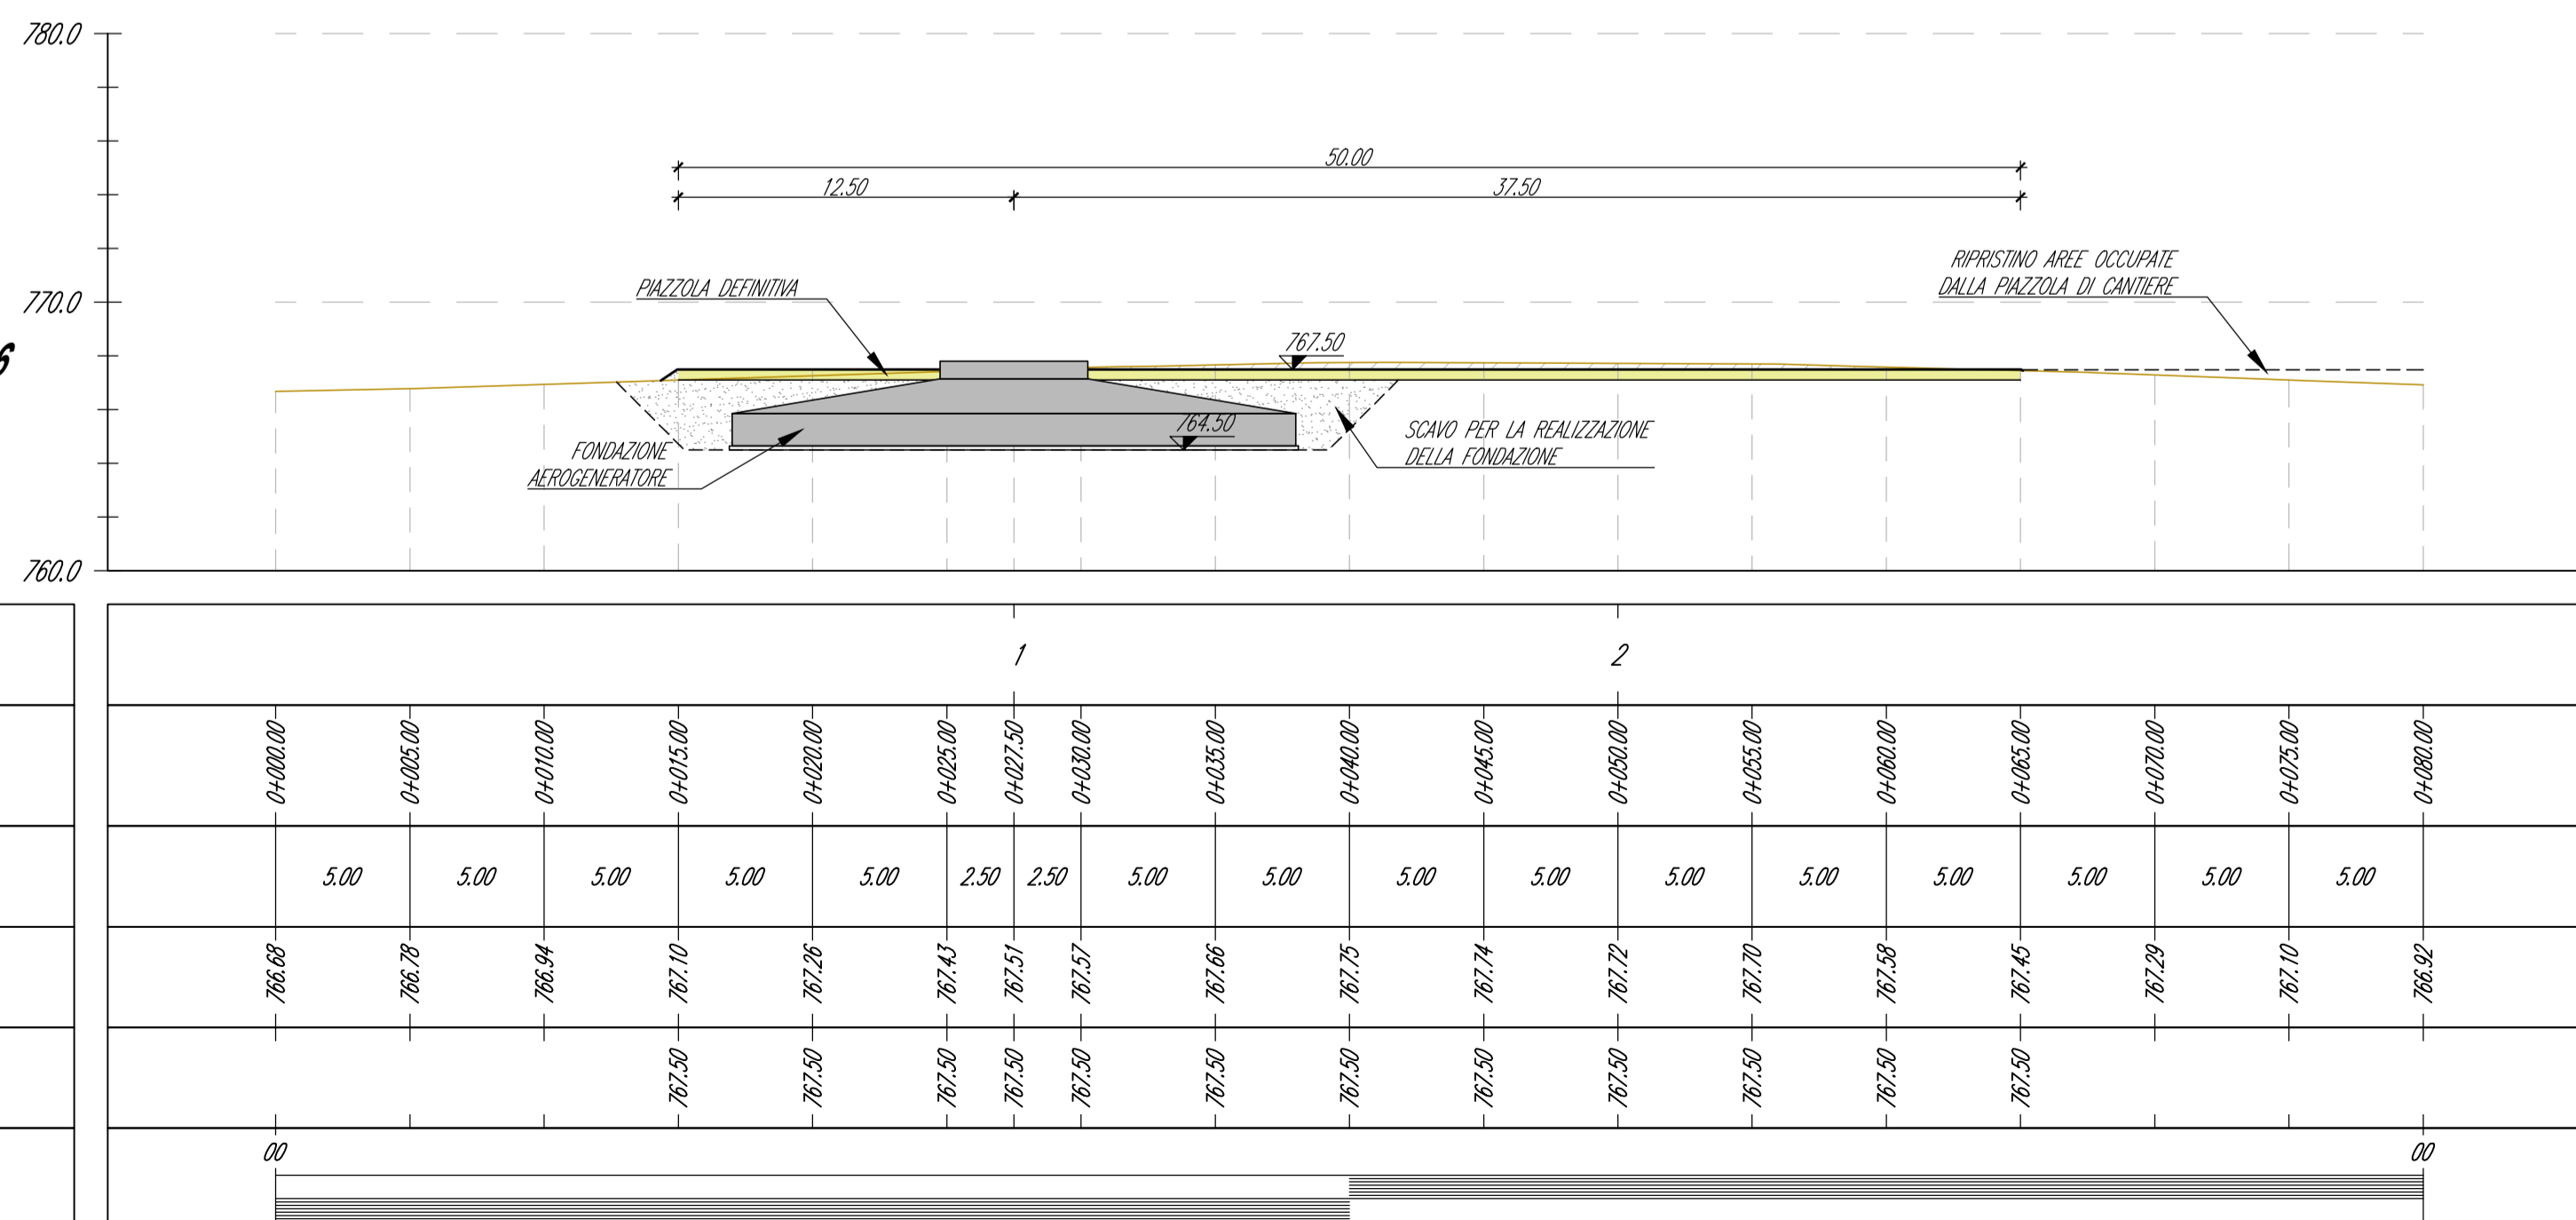 780.0
50.00
12.50 37.50
RIPRISTINO AREE OCCUPATE
DALLA PIAZZOLA DI CANTIERE
PIAZZOLA DEFINITIVA
770.0
767.50
764.50
SCAVO PER LA REALIZZAZIONE
DELLA FONDAZIONE
FONDAZIONE
AEROGENERATORE
760.0
1 2
0+000.00 0+005.00 0+010.00 0+015.00 0+020.00 0+025.00 0+027.50 0+030.00 0+035.00 0+040.00 0+045.00 0+050.00 0+055.00 0+060.00 0+065.00 0+070.00 0+075.00 0+080.00
5.00 5.00 5.00 5.00 5.00 2.50 2.50 5.00 5.00 5.00 5.00 5.00 5.00 5.00 5.00 5.00 5.00
766.68 766.78 766.94 767.10 767.26 767.43 767.51 767.57 767.66 767.75 767.74 767.72 767.70 767.58 767.45 767.29 767.10 766.92
767.50 767.50 767.50 767.50 767.50 767.50 767.50 767.50 767.50 767.50 767.50 767.50
00 00